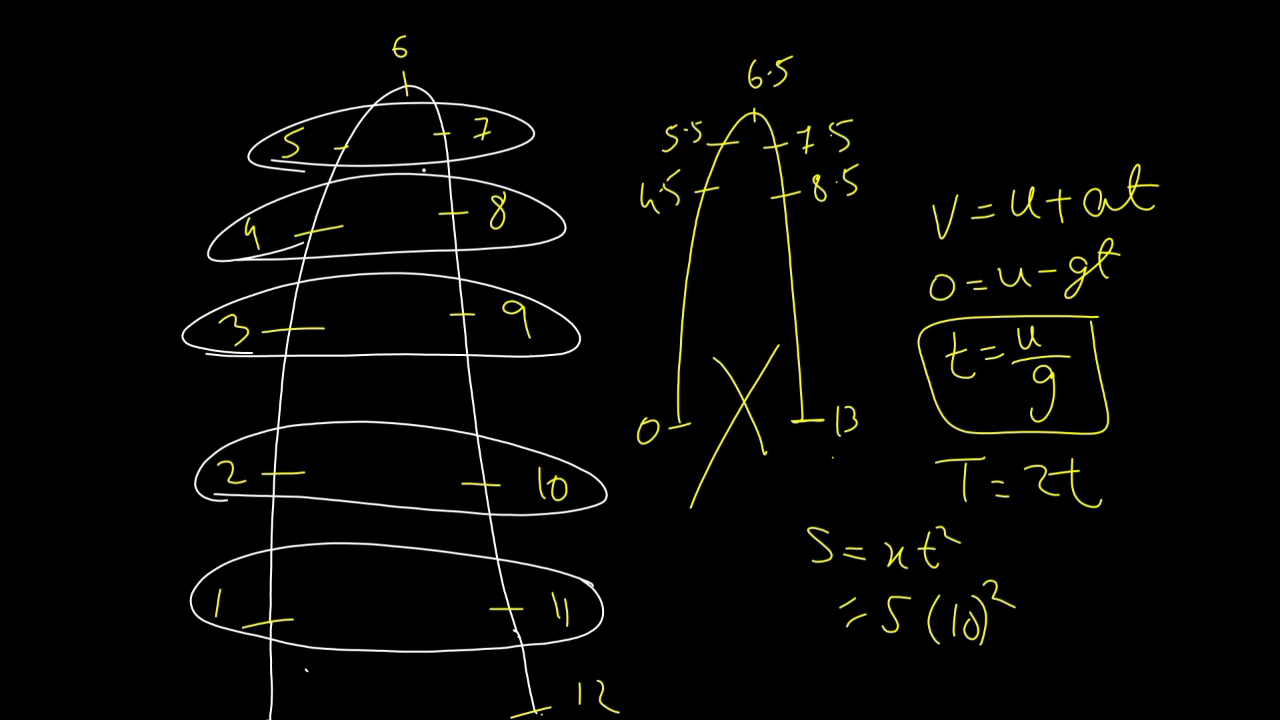 6
5 7
4 8
3 9
2 10
1 11
12
6.5
5.5 7.5
4.5 8.5
0 13
V = u + at
0 = u - gt
t = u/g
T = 2t
S = xt²
= 5(10)²